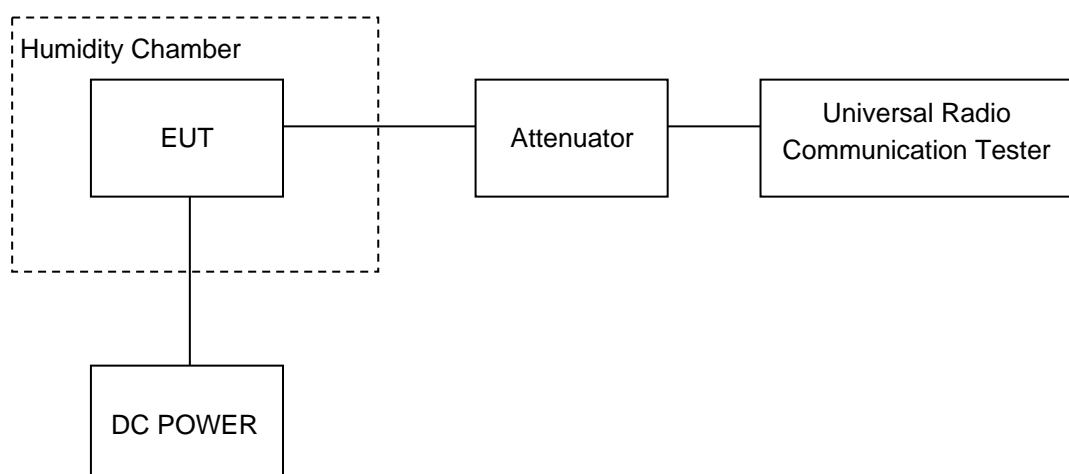 Humidity Chamber
EUT
Attenuator
Universal Radio
Communication Tester
DC POWER